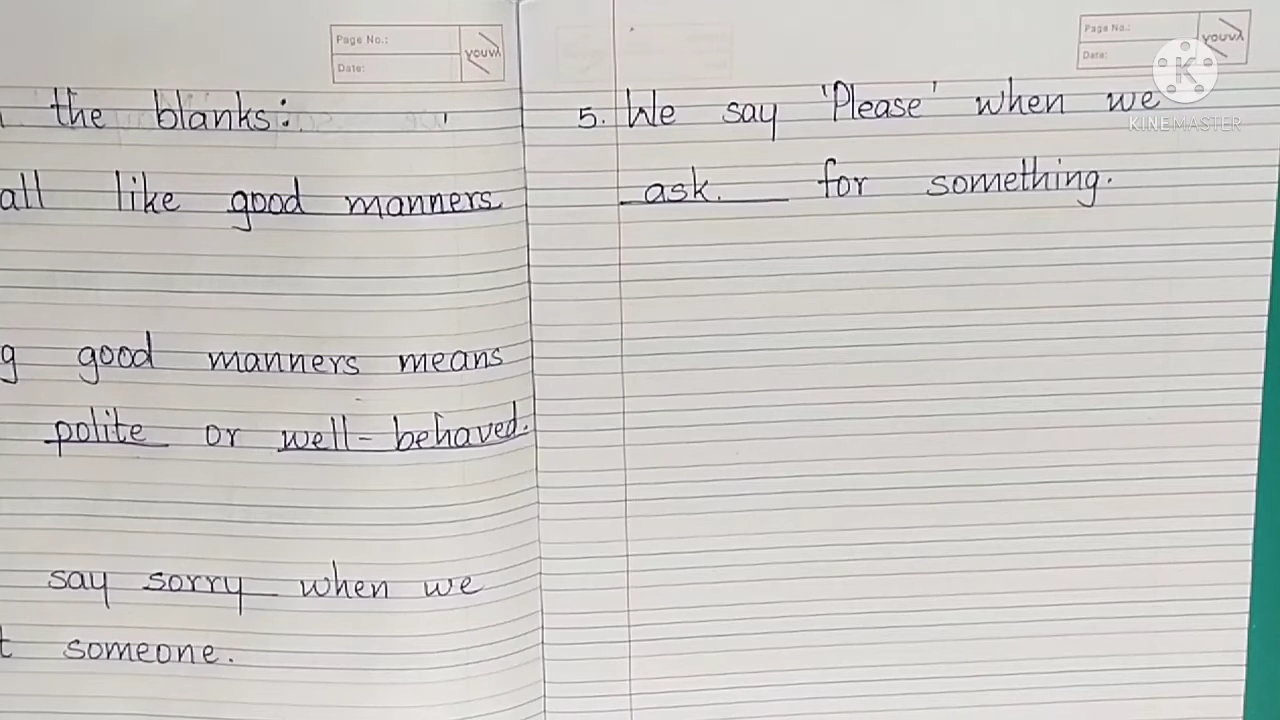 Page No.:
Date:
youva
the blanks:
all like good manners
good manners means
polite or well-behaved.
say sorry when we
someone.
Page No.:
Date:
youva
KINEMASTER
5. We say 'Please' when we
ask. for something.